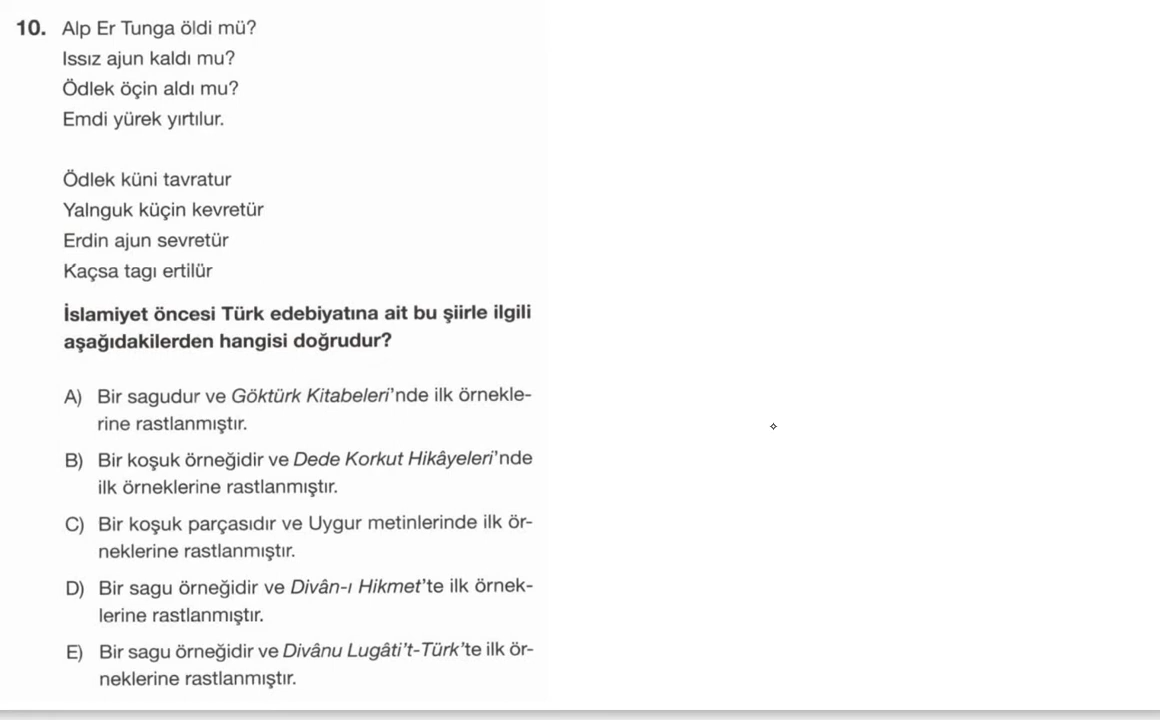 10. Alp Er Tunga öldi mü?
Issız ajun kaldı mu?
Ödlek öçin aldı mu?
Emdi yürek yırtılur.
Ödlek küni tavratur
Yalnguk küçin kevretür
Erdin ajun sevretür
Kaçsa tagı ertilür
İslamiyet öncesi Türk edebiyatına ait bu şiirle ilgili
aşağıdakilerden hangisi doğrudur?
A) Bir sagudur ve Göktürk Kitabeleri'nde ilk örnekle-
rine rastlanmıştır.
B) Bir koşuk örneğidir ve Dede Korkut Hikâyeleri'nde
ilk örneklerine rastlanmıştır.
C) Bir koşuk parçasıdır ve Uygur metinlerinde ilk ör-
neklerine rastlanmıştır.
D) Bir sagu örneğidir ve Divân-ı Hikmet'te ilk örnek-
lerine rastlanmıştır.
E) Bir sagu örneğidir ve Divânu Lugâti't-Türk'te ilk ör-
neklerine rastlanmıştır.